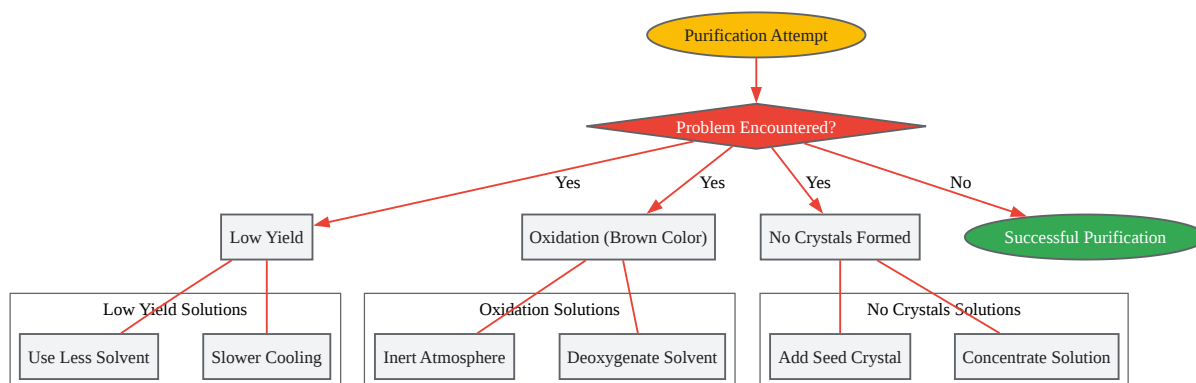 Purification Attempt
Problem Encountered?
Yes
Yes
Yes
No
Low Yield
Oxidation (Brown Color)
No Crystals Formed
Successful Purification
Low Yield Solutions
Oxidation Solutions
No Crystals Solutions
Use Less Solvent
Slower Cooling
Inert Atmosphere
Deoxygenate Solvent
Add Seed Crystal
Concentrate Solution